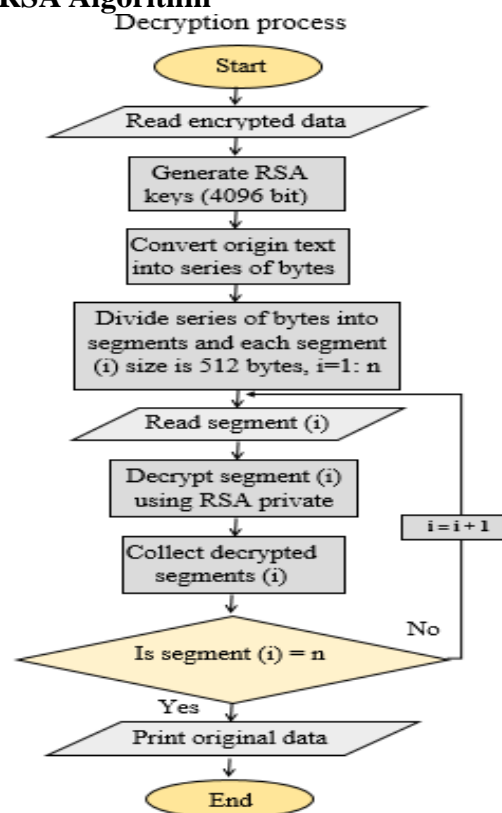 RSA Algorithm
Decryption process
Start
Read encrypted data
Generate RSA
keys (4096 bit)
Convert origin text
into series of bytes
Divide series of bytes into
segments and each segment
(i) size is 512 bytes, i=1: n
Read segment (i)
Decrypt segment (i)
using RSA private
i = i + 1
Collect decrypted
segments (i)
No
Is segment (i) = n
Yes
Print original data
End